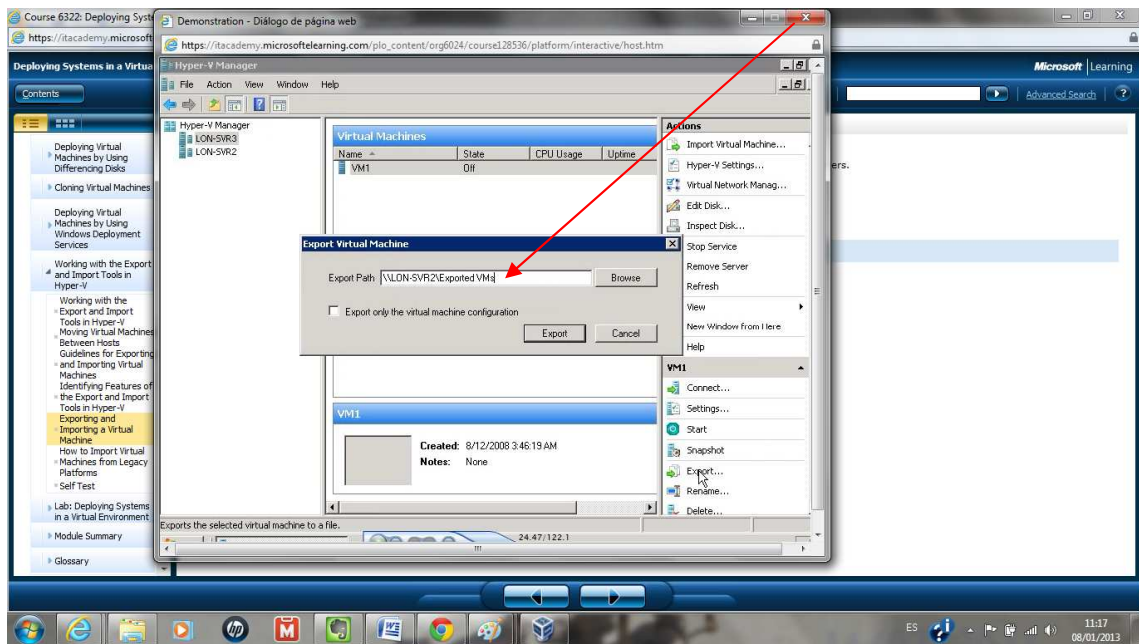 Course 6322: Deploying Syste
Demonstration - Diálogo de página web
https://itacademy.microsoft
https://itacademy.microsoftelearning.com/plo_content/org6024/course128536/platform/interactive/host.htm
Deploying Systems in a Virtua
Microsoft Learning
Contents
Advanced Search
?
Deploying Virtual
Machines by Using
Differencing Disks
Cloning Virtual Machines
Deploying Virtual
Machines by Using
Windows Deployment
Services
Working with the Export
and Import Tools in
Hyper-V
Working with the
Export and Import
Tools in Hyper-V
Moving Virtual Machines
Between Hosts
Guidelines for Exporting
and Importing Virtual
Machines
Identifying Features of
the Export and Import
Tools in Hyper-V
Exporting and
Importing a Virtual
Machine
How to Import Virtual
Machines from Legacy
Platforms
Self Test
Lab: Deploying Systems
in a Virtual Environment
Module Summary
Glossary
Hyper-V Manager
File Action View Window Help
Hyper-V Manager
LON-SVR3
LON-SVR2
Virtual Machines
Name State CPU Usage Uptime
VM1 Off
Export Virtual Machine
Export Path \\LON-SVR2\Exported VMs Browse
Export only the virtual machine configuration
Export Cancel
VM1
Created: 8/12/2008 3:46:19 AM
Notes: None
Actions
Import Virtual Machine...
Hyper-V Settings...
Virtual Network Manag...
Edit Disk...
Inspect Disk...
Stop Service
Remove Server
Refresh
View
New Window from Here
Help
VM1
Connect...
Settings...
Start
Snapshot
Export...
Rename...
Delete...
ers.
Exports the selected virtual machine to a file.
24.47/122.1
hp
ES
11:17
08/01/2013